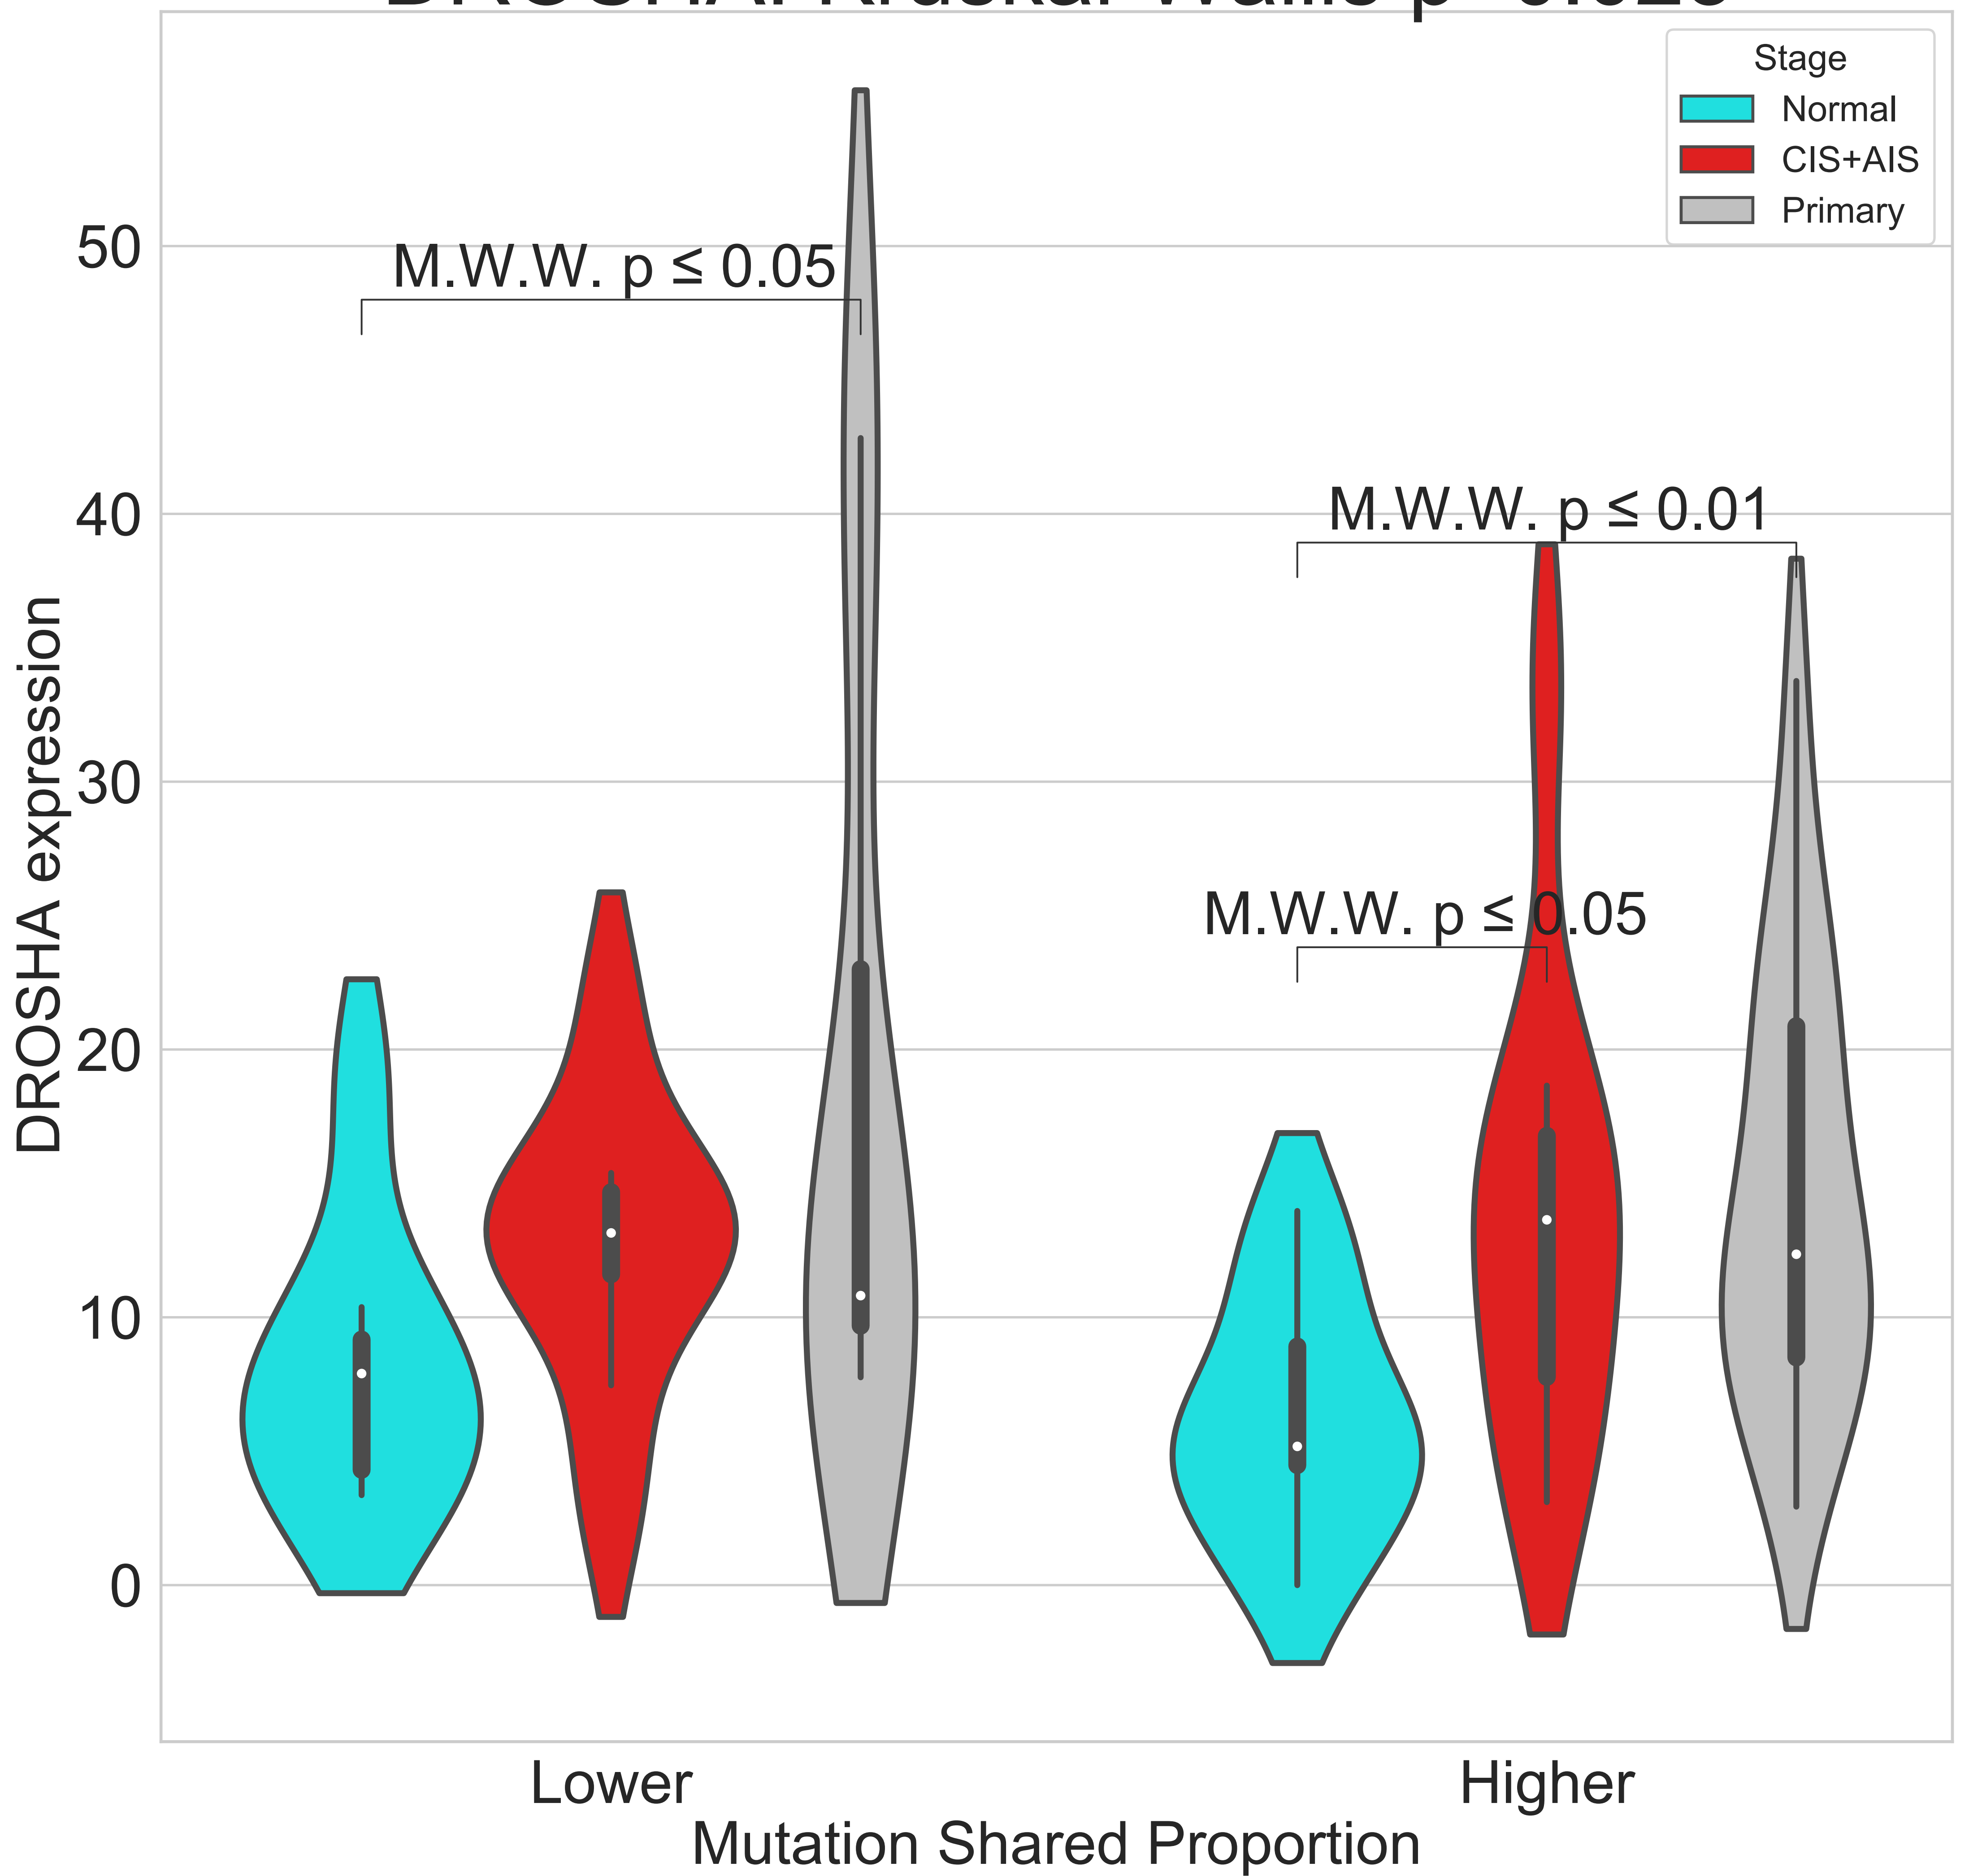 Stage
Normal
CIS+AIS
Primary
50
M.W.W. p ≤ 0.05
40
M.W.W. p ≤ 0.01
30
M.W.W. p ≤ 0.05
20
10
0
DROSHA expression
Lower
Higher
Mutation Shared Proportion